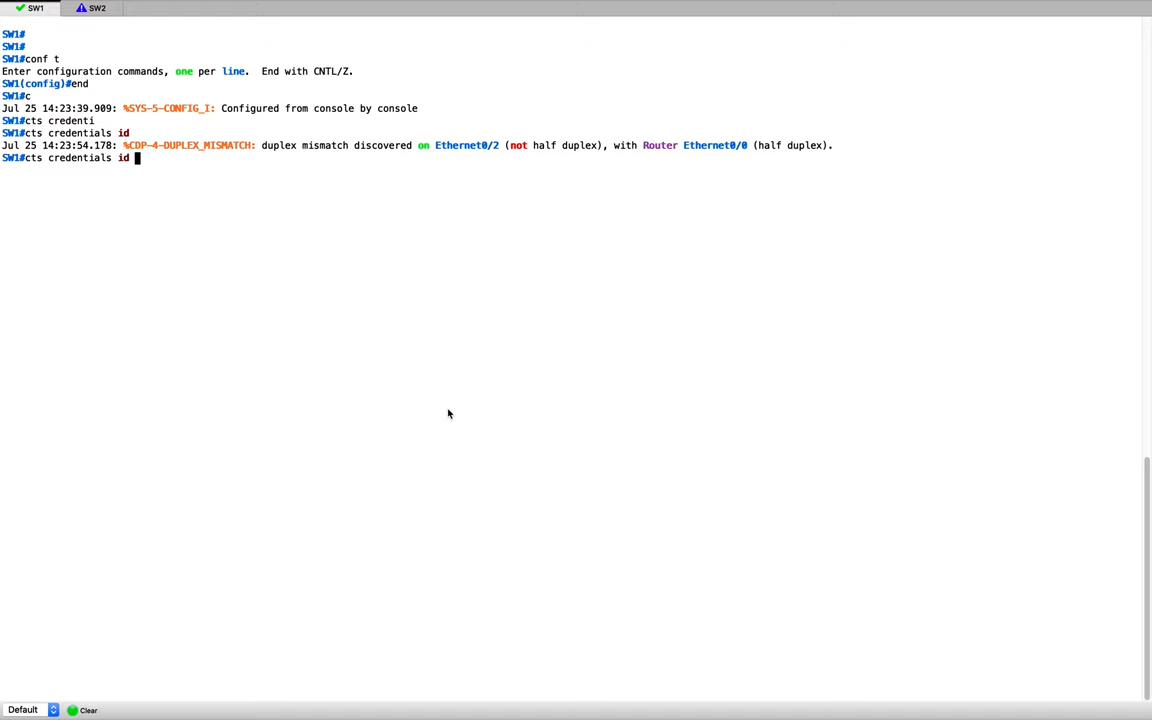 SW1
SW2
SW1#
SW1#
SW1#conf t
Enter configuration commands, one per line.  End with CNTL/Z.
SW1(config)#end
SW1#c
Jul 25 14:23:39.909: %SYS-5-CONFIG_I: Configured from console by console
SW1#cts credenti
SW1#cts credentials id
Jul 25 14:23:54.178: %CDP-4-DUPLEX_MISMATCH: duplex mismatch discovered on Ethernet0/2 (not half duplex), with Router Ethernet0/0 (half duplex).
SW1#cts credentials id
Default
Clear